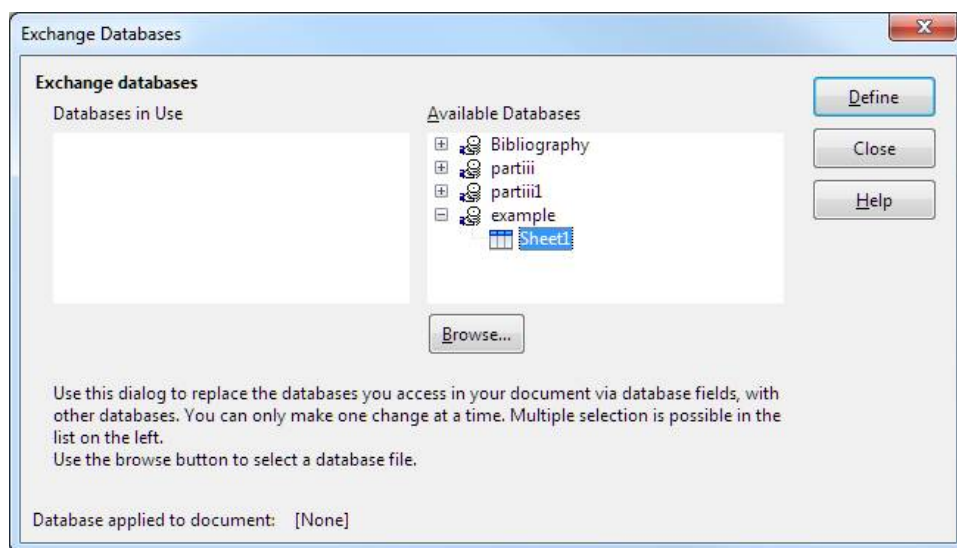 Exchange Databases
Exchange databases
Databases in Use
Available Databases
Bibliography
partiii
partiii1
example
Sheet1
Browse...
Define
Close
Help
Use this dialog to replace the databases you access in your document via database fields, with
other databases. You can only make one change at a time. Multiple selection is possible in the
list on the left.
Use the browse button to select a database file.
Database applied to document: [None]